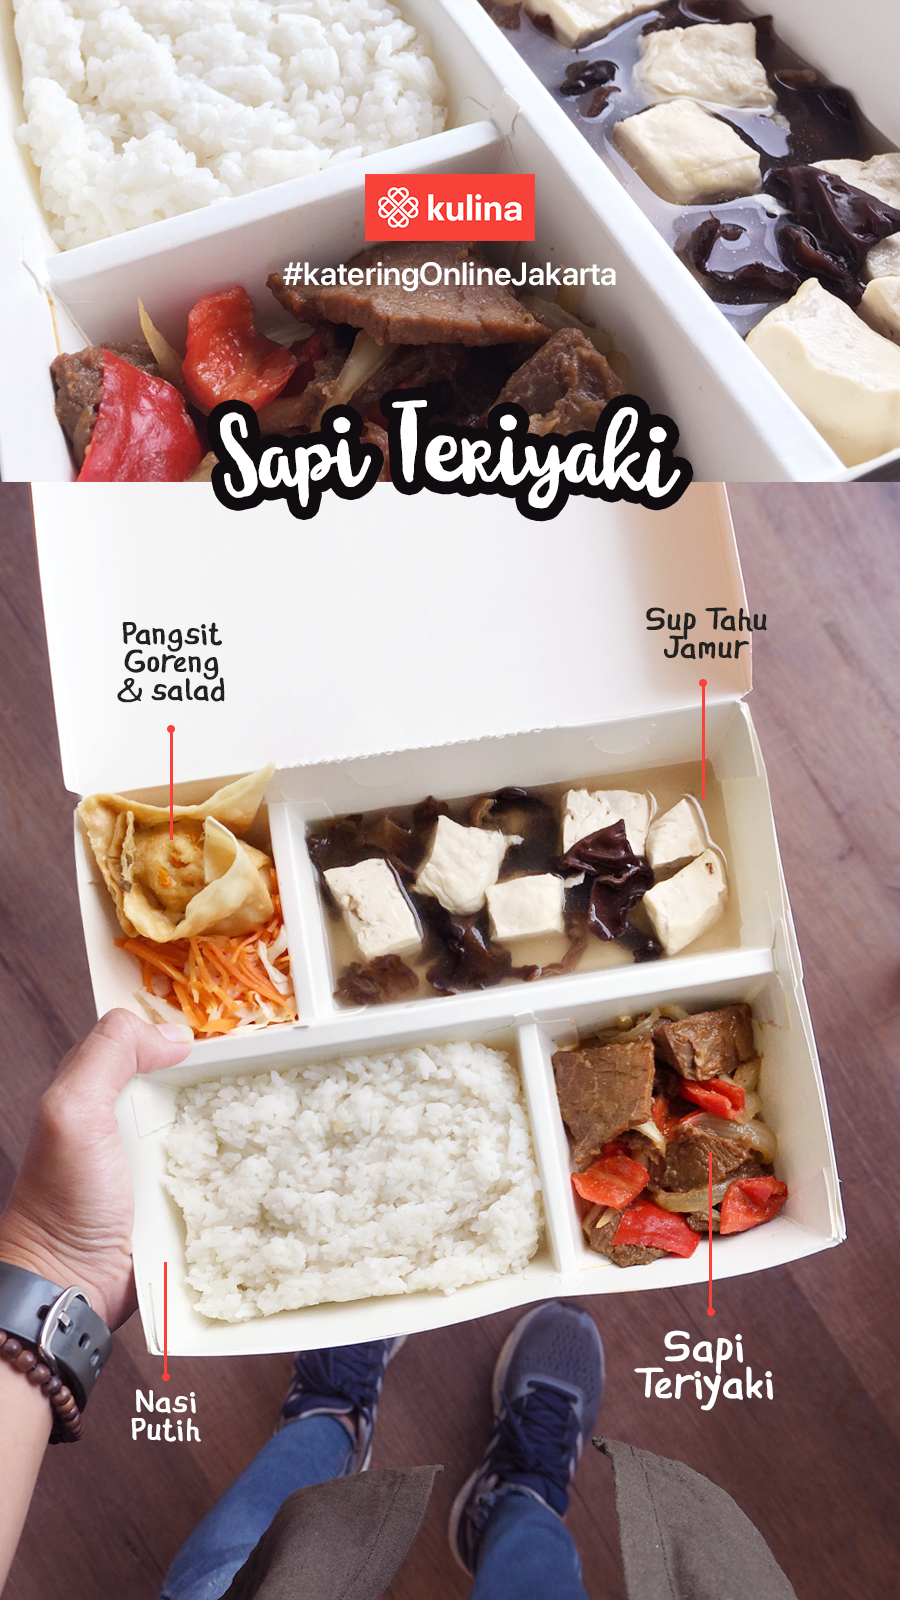 kulina
#kateringOnlineJakarta
Sapi Teriyaki
Pangsit
Goreng
& salad
Sup Tahu
Jamur
Nasi
Putih
Sapi
Teriyaki